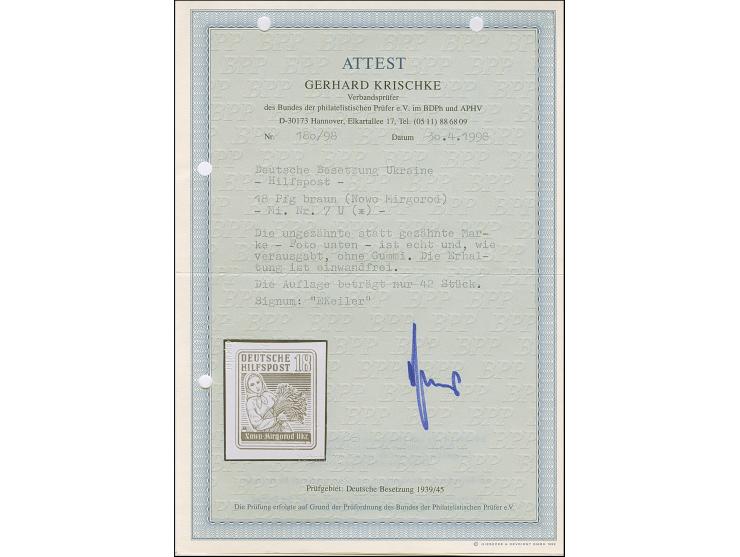 ATTEST
GERHARD KRISCHKE
Verbandsprüfer
des Bundes der philatelistischen Prüfer e.V. im BDPh und APHV
D-30173 Hannover, Elkartallee 17, Tel. (05 11) 88 68 09
Nr. 180/98 Datum 30.4.1998
Deutsche Besetzung Ukraine
- Hilfspost -
48 Pfg braun (Nowo Mirgorod)
- Mi. Nr. 7 U (*) -
Die ungezähnte statt gezähnte Mar-
ke - Foto unten - ist echt und, wie
verausgabt, ohne Gummi. Die Erhal-
tung ist einwandfrei.
Die Auflage beträgt nur 42 Stück.
Signum: "EKeiler"
DEUTSCHE
HILFSPOST 18
Nowo-Mirgorod Ukr.
Prüfgebiet: Deutsche Besetzung 1939/45
Die Prüfung erfolgte auf Grund der Prüfordnung des Bundes der Philatelistischen Prüfer e.V.